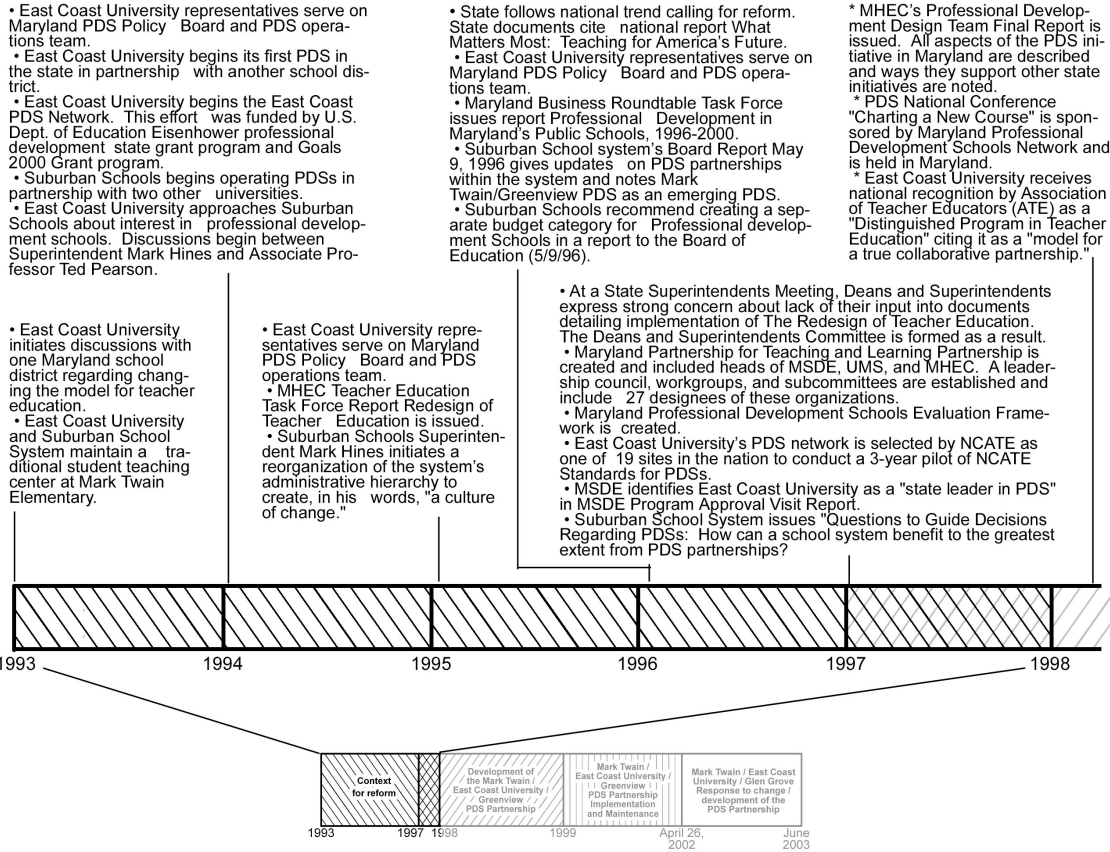 • East Coast University representatives serve on
Maryland PDS Policy Board and PDS opera-
tions team.
• East Coast University begins its first PDS in
the state in partnership with another school dis-
trict.
• East Coast University begins the East Coast
PDS Network. This effort was funded by U.S.
Dept. of Education Eisenhower professional
development state grant program and Goals
2000 Grant program.
• Suburban Schools begins operating PDSs in
partnership with two other universities.
• East Coast University approaches Suburban
Schools about interest in professional develop-
ment schools. Discussions begin between
Superintendent Mark Hines and Associate Pro-
fessor Ted Pearson.
• State follows national trend calling for reform.
State documents cite national report What
Matters Most: Teaching for America's Future.
• East Coast University representatives serve on
Maryland PDS Policy Board and PDS opera-
tions team.
• Maryland Business Roundtable Task Force
issues report Professional Development in
Maryland's Public Schools, 1996-2000.
• Suburban School system's Board Report May
9, 1996 gives updates on PDS partnerships
within the system and notes Mark
Twain/Greenview PDS as an emerging PDS.
• Suburban Schools recommend creating a sep-
arate budget category for Professional develop-
ment Schools in a report to the Board of
Education (5/9/96).
* MHEC's Professional Develop-
ment Design Team Final Report is
issued. All aspects of the PDS ini-
tiative in Maryland are described
and ways they support other state
initiatives are noted.
* PDS National Conference
"Charting a New Course" is spon-
sored by Maryland Professional
Development Schools Network and
is held in Maryland.
* East Coast University receives
national recognition by Association
of Teacher Educators (ATE) as a
"Distinguished Program in Teacher
Education" citing it as a "model for
a true collaborative partnership."
• East Coast University
initiates discussions with
one Maryland school
district regarding chang-
ing the model for teacher
education.
• East Coast University
and Suburban School
System maintain a tra-
ditional student teaching
center at Mark Twain
Elementary.
• East Coast University repre-
sentatives serve on Maryland
PDS Policy Board and PDS
operations team.
• MHEC Teacher Education
Task Force Report Redesign of
Teacher Education is issued.
• Suburban Schools Superinten-
dent Mark Hines initiates a
reorganization of the system's
administrative hierarchy to
create, in his words, "a culture
of change."
• At a State Superintendents Meeting, Deans and Superintendents
express strong concern about lack of their input into documents
detailing implementation of The Redesign of Teacher Education.
The Deans and Superintendents Committee is formed as a result.
• Maryland Partnership for Teaching and Learning Partnership is
created and included heads of MSDE, UMS, and MHEC. A leader-
ship council, workgroups, and subcommittees are established and
include 27 designees of these organizations.
• Maryland Professional Development Schools Evaluation Frame-
work is created.
• East Coast University's PDS network is selected by NCATE as
one of 19 sites in the nation to conduct a 3-year pilot of NCATE
Standards for PDSs.
• MSDE identifies East Coast University as a "state leader in PDS"
in MSDE Program Approval Visit Report.
• Suburban School System issues "Questions to Guide Decisions
Regarding PDSs: How can a school system benefit to the greatest
extent from PDS partnerships?
1993 1994 1995 1996 1997 1998
Context
for reform
Development of
the Mark Twain /
East Coast University /
Greenview
PDS Partnership
Mark Twain /
East Coast University /
Greenview
PDS Partnership
Implementation
and Maintenance
Mark Twain / East Coast
University / Glen Grove
Response to change /
development of the
PDS Partnership
1993 1997 1998 1999 April 26,
2002
June
2003